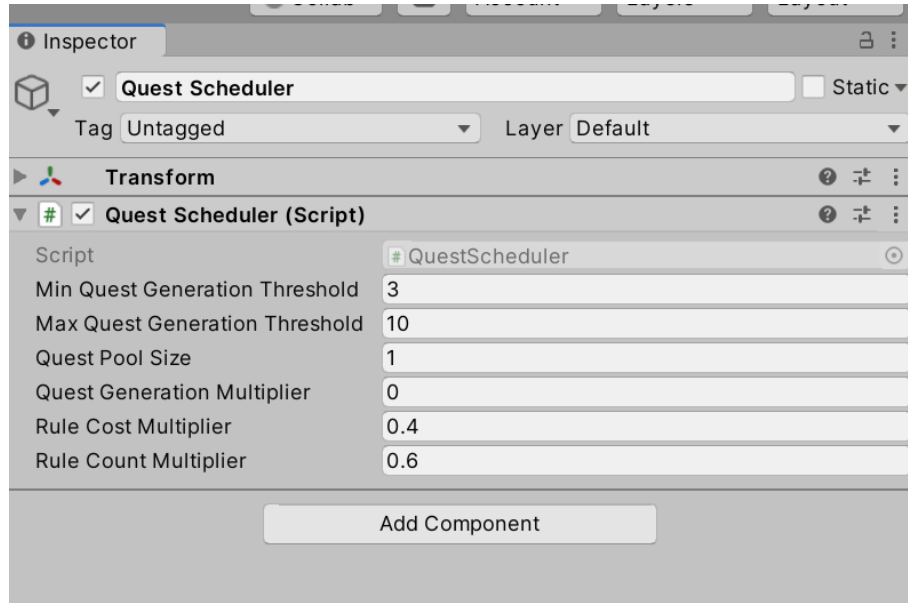 Inspector
Quest Scheduler
Static
Tag Untagged Layer Default
Transform
# Quest Scheduler (Script)
Script # QuestScheduler
Min Quest Generation Threshold 3
Max Quest Generation Threshold 10
Quest Pool Size 1
Quest Generation Multiplier 0
Rule Cost Multiplier 0.4
Rule Count Multiplier 0.6
Add Component